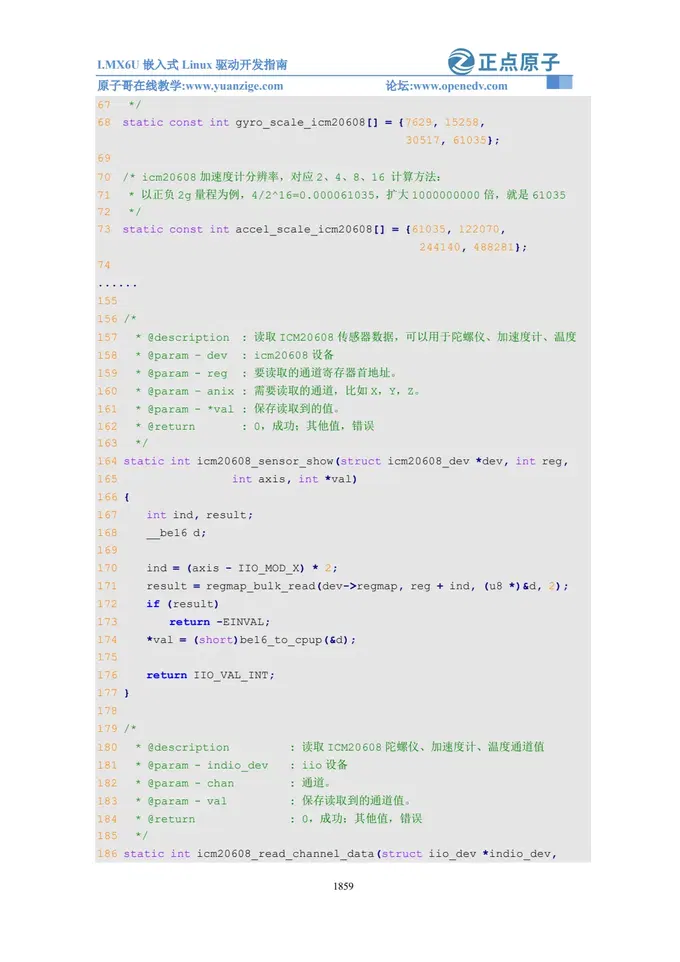 I.MX6U 嵌入式 Linux 驱动开发指南
正点原子
原子哥在线教学:www.yuanzige.com 论坛:www.openedv.com
67 */
68 static const int gyro_scale_icm20608[] = {7629, 15258,
30517, 61035};
69
70 /* icm20608 加速度计分辨率，对应 2、4、8、16 计算方法：
71 * 以正负 2g 量程为例，4/2^16=0.000061035，扩大 1000000000 倍，就是 61035
72 */
73 static const int accel_scale_icm20608[] = {61035, 122070,
244140, 488281};
74
......
155
156 /*
157 * @description : 读取 ICM20608 传感器数据，可以用于陀螺仪、加速度计、温度
158 * @param - dev : icm20608 设备
159 * @param - reg : 要读取的通道寄存器首地址。
160 * @param – anix : 需要读取的通道，比如 X，Y，Z。
161 * @param - *val : 保存读取到的值。
162 * @return : 0，成功；其他值，错误
163 */
164 static int icm20608_sensor_show(struct icm20608_dev *dev, int reg,
165 int axis, int *val)
166 {
167 int ind, result;
168 __be16 d;
169
170 ind = (axis - IIO_MOD_X) * 2;
171 result = regmap_bulk_read(dev->regmap, reg + ind, (u8 *)&d, 2);
172 if (result)
173 return -EINVAL;
174 *val = (short)be16_to_cpup(&d);
175
176 return IIO_VAL_INT;
177 }
178
179 /*
180 * @description : 读取 ICM20608 陀螺仪、加速度计、温度通道值
181 * @param - indio_dev : iio 设备
182 * @param - chan : 通道。
183 * @param - val : 保存读取到的通道值。
184 * @return : 0，成功；其他值，错误
185 */
186 static int icm20608_read_channel_data(struct iio_dev *indio_dev,
1859